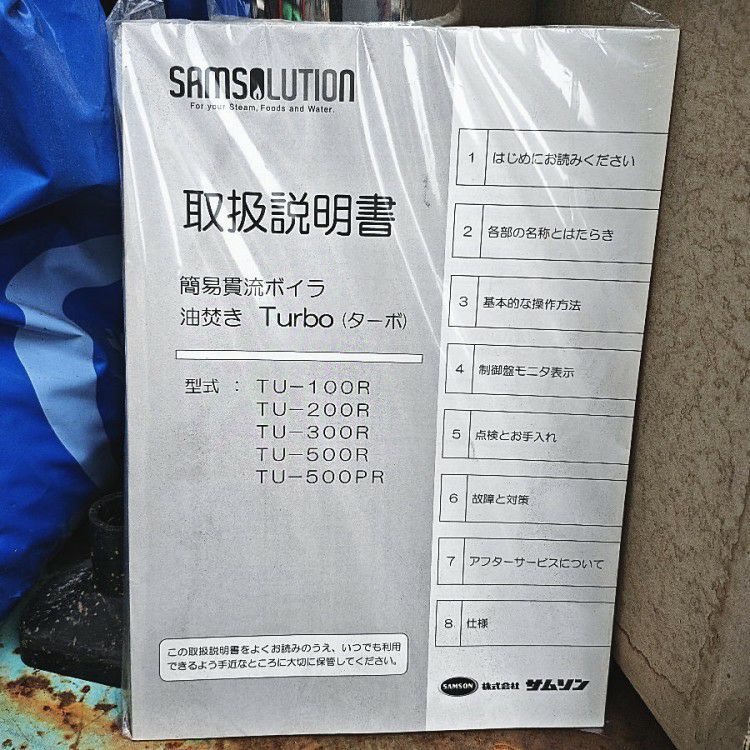 SAMSOLUTION
For your Steam, Foods and Water.
取扱説明書
簡易貫流ボイラ
油焚き Turbo (ターボ)
型式 : TU-100R
TU-200R
TU-300R
TU-500R
TU-500PR
この取扱説明書をよくお読みのうえ、いつでも利用
できるよう手近なところに大切に保管してください。
1 はじめにお読みください
2 各部の名称とはたらき
3 基本的な操作方法
4 制御盤モニタ表示
5 点検とお手入れ
6 故障と対策
7 アフターサービスについて
8 仕様
SAMSON 株式会社 サムソン